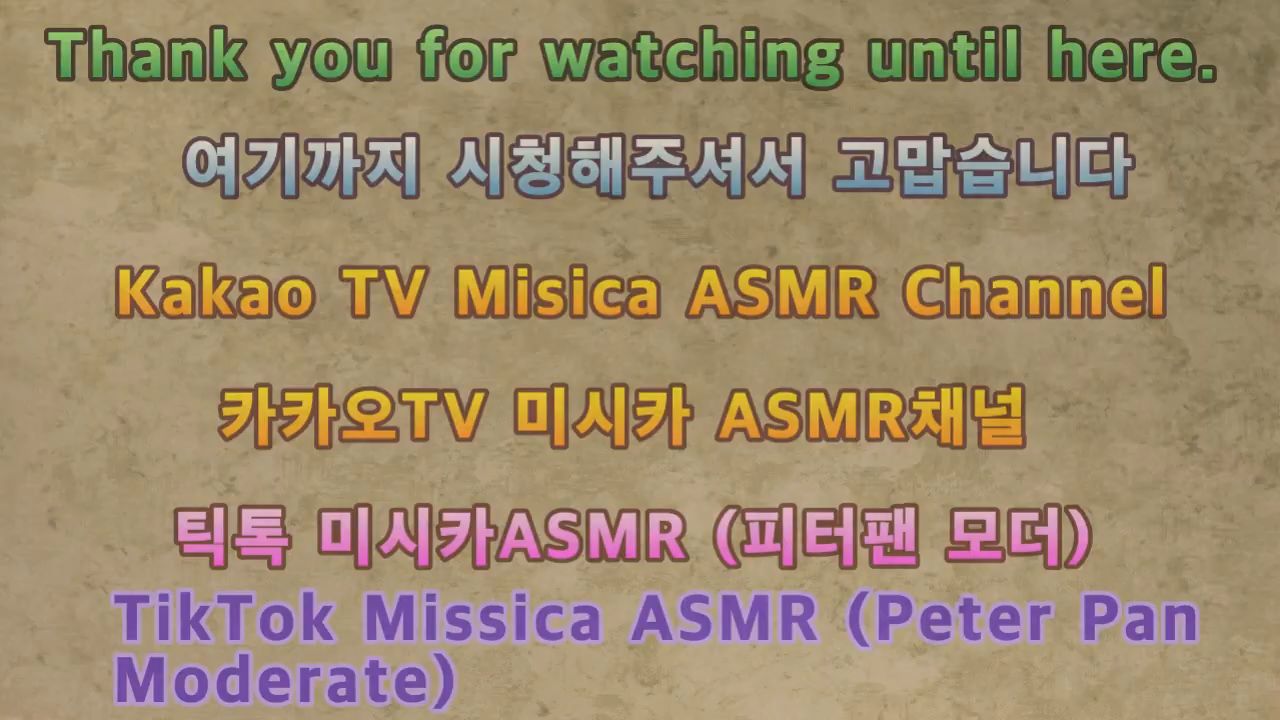 Thank you for watching until here.
여기까지 시청해주셔서 고맙습니다
Kakao TV Misica ASMR Channel
카카오TV 미시카 ASMR채널
틱톡 미시카ASMR (피터팬 모더)
TikTok Missica ASMR (Peter Pan
Moderate)